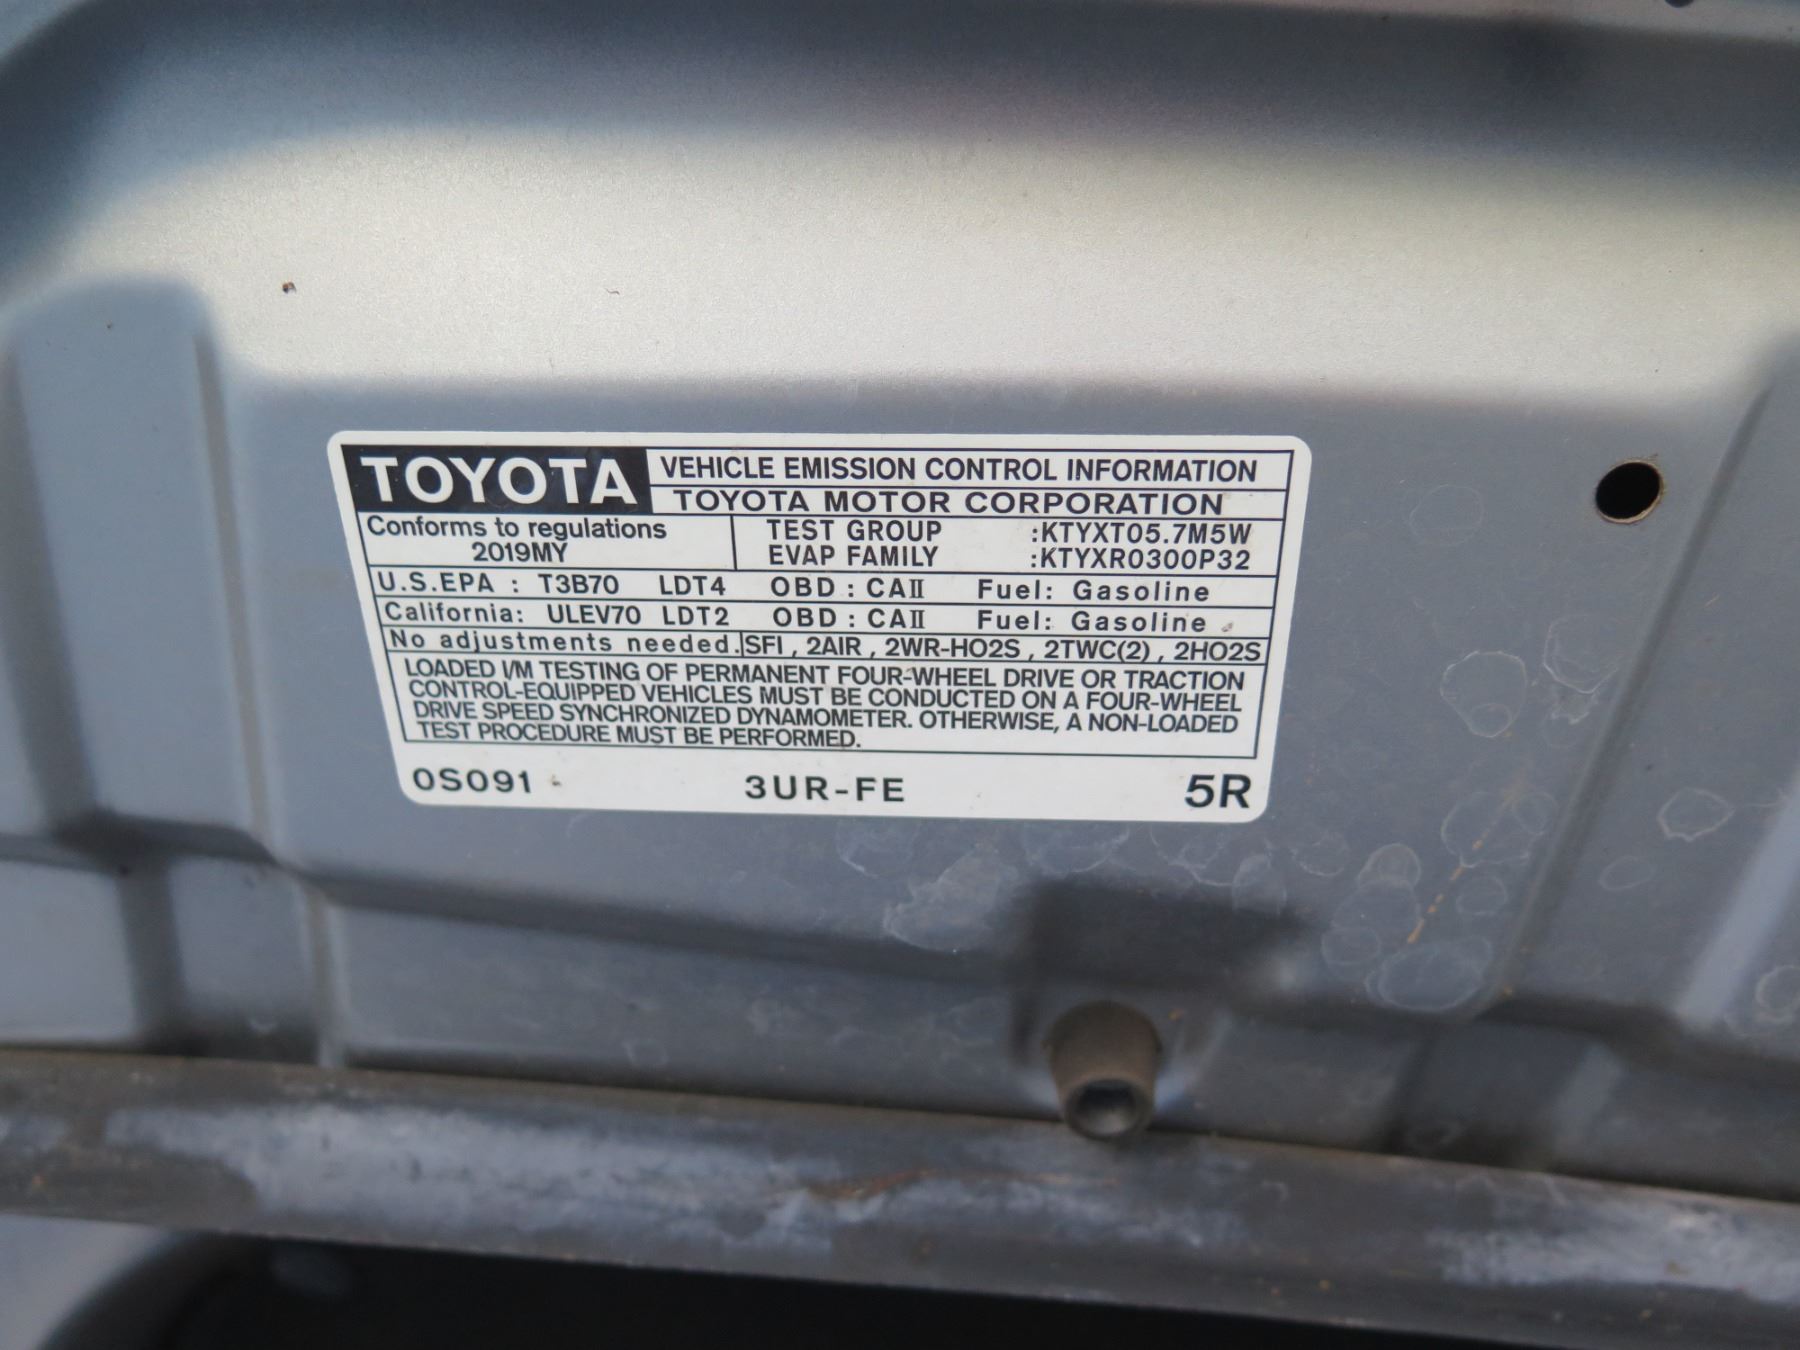 TOYOTA VEHICLE EMISSION CONTROL INFORMATION
TOYOTA MOTOR CORPORATION
Conforms to regulations
2019MY
TEST GROUP :KTYXT05.7M5W
EVAP FAMILY :KTYXR0300P32
U.S.EPA : T3B70 LDT4 OBD : CAⅡ Fuel: Gasoline
California: ULEV70 LDT2 OBD : CAⅡ Fuel: Gasoline
No adjustments needed. SFI , 2AIR , 2WR-HO2S , 2TWC(2) , 2HO2S
LOADED I/M TESTING OF PERMANENT FOUR-WHEEL DRIVE OR TRACTION
CONTROL-EQUIPPED VEHICLES MUST BE CONDUCTED ON A FOUR-WHEEL
DRIVE SPEED SYNCHRONIZED DYNAMOMETER. OTHERWISE, A NON-LOADED
TEST PROCEDURE MUST BE PERFORMED.
0S091 3UR-FE 5R